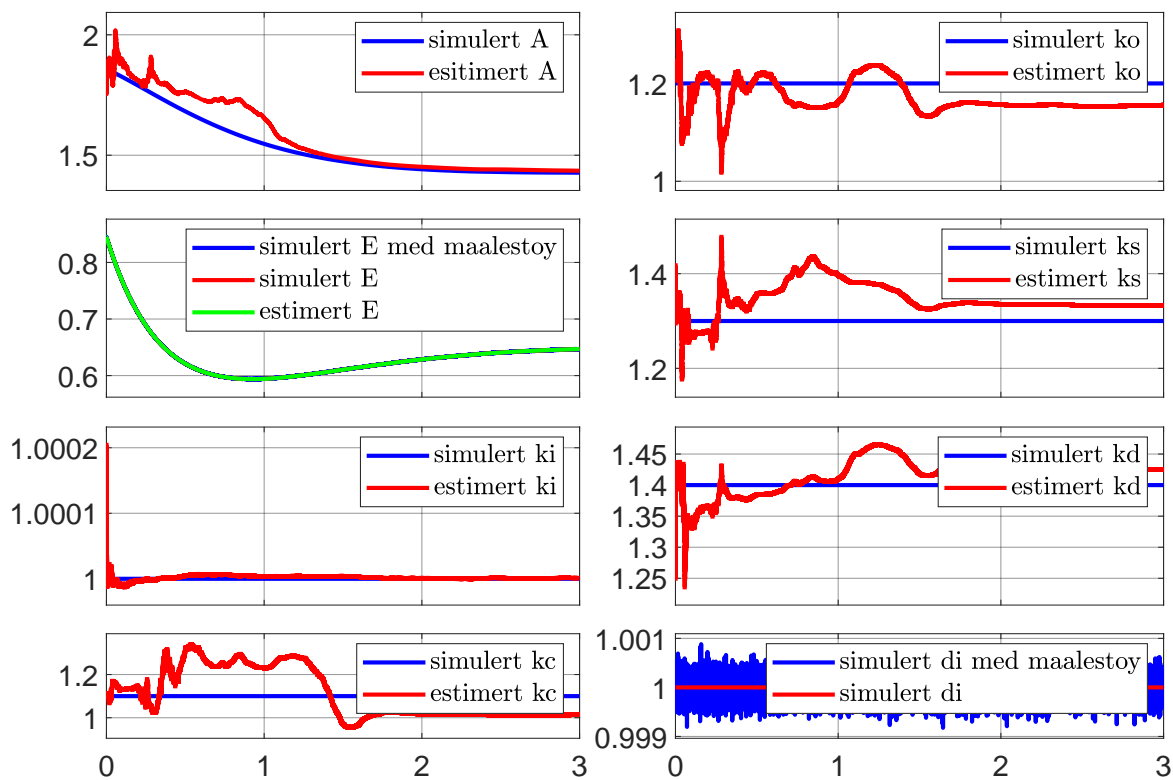 2
1.5
simulert A
esitimert A
1.2
1
simulert ko
estimert ko
0.8
0.7
0.6
simulert E med maalestoy
simulert E
estimert E
1.4
1.2
simulert ks
estimert ks
1.0002
1.0001
1
simulert ki
estimert ki
1.45
1.4
1.35
1.3
1.25
simulert kd
estimert kd
1.2
1
simulert kc
estimert kc
0 1 2 3
1.001
1
0.999
simulert di med maalestoy
simulert di
0 1 2 3